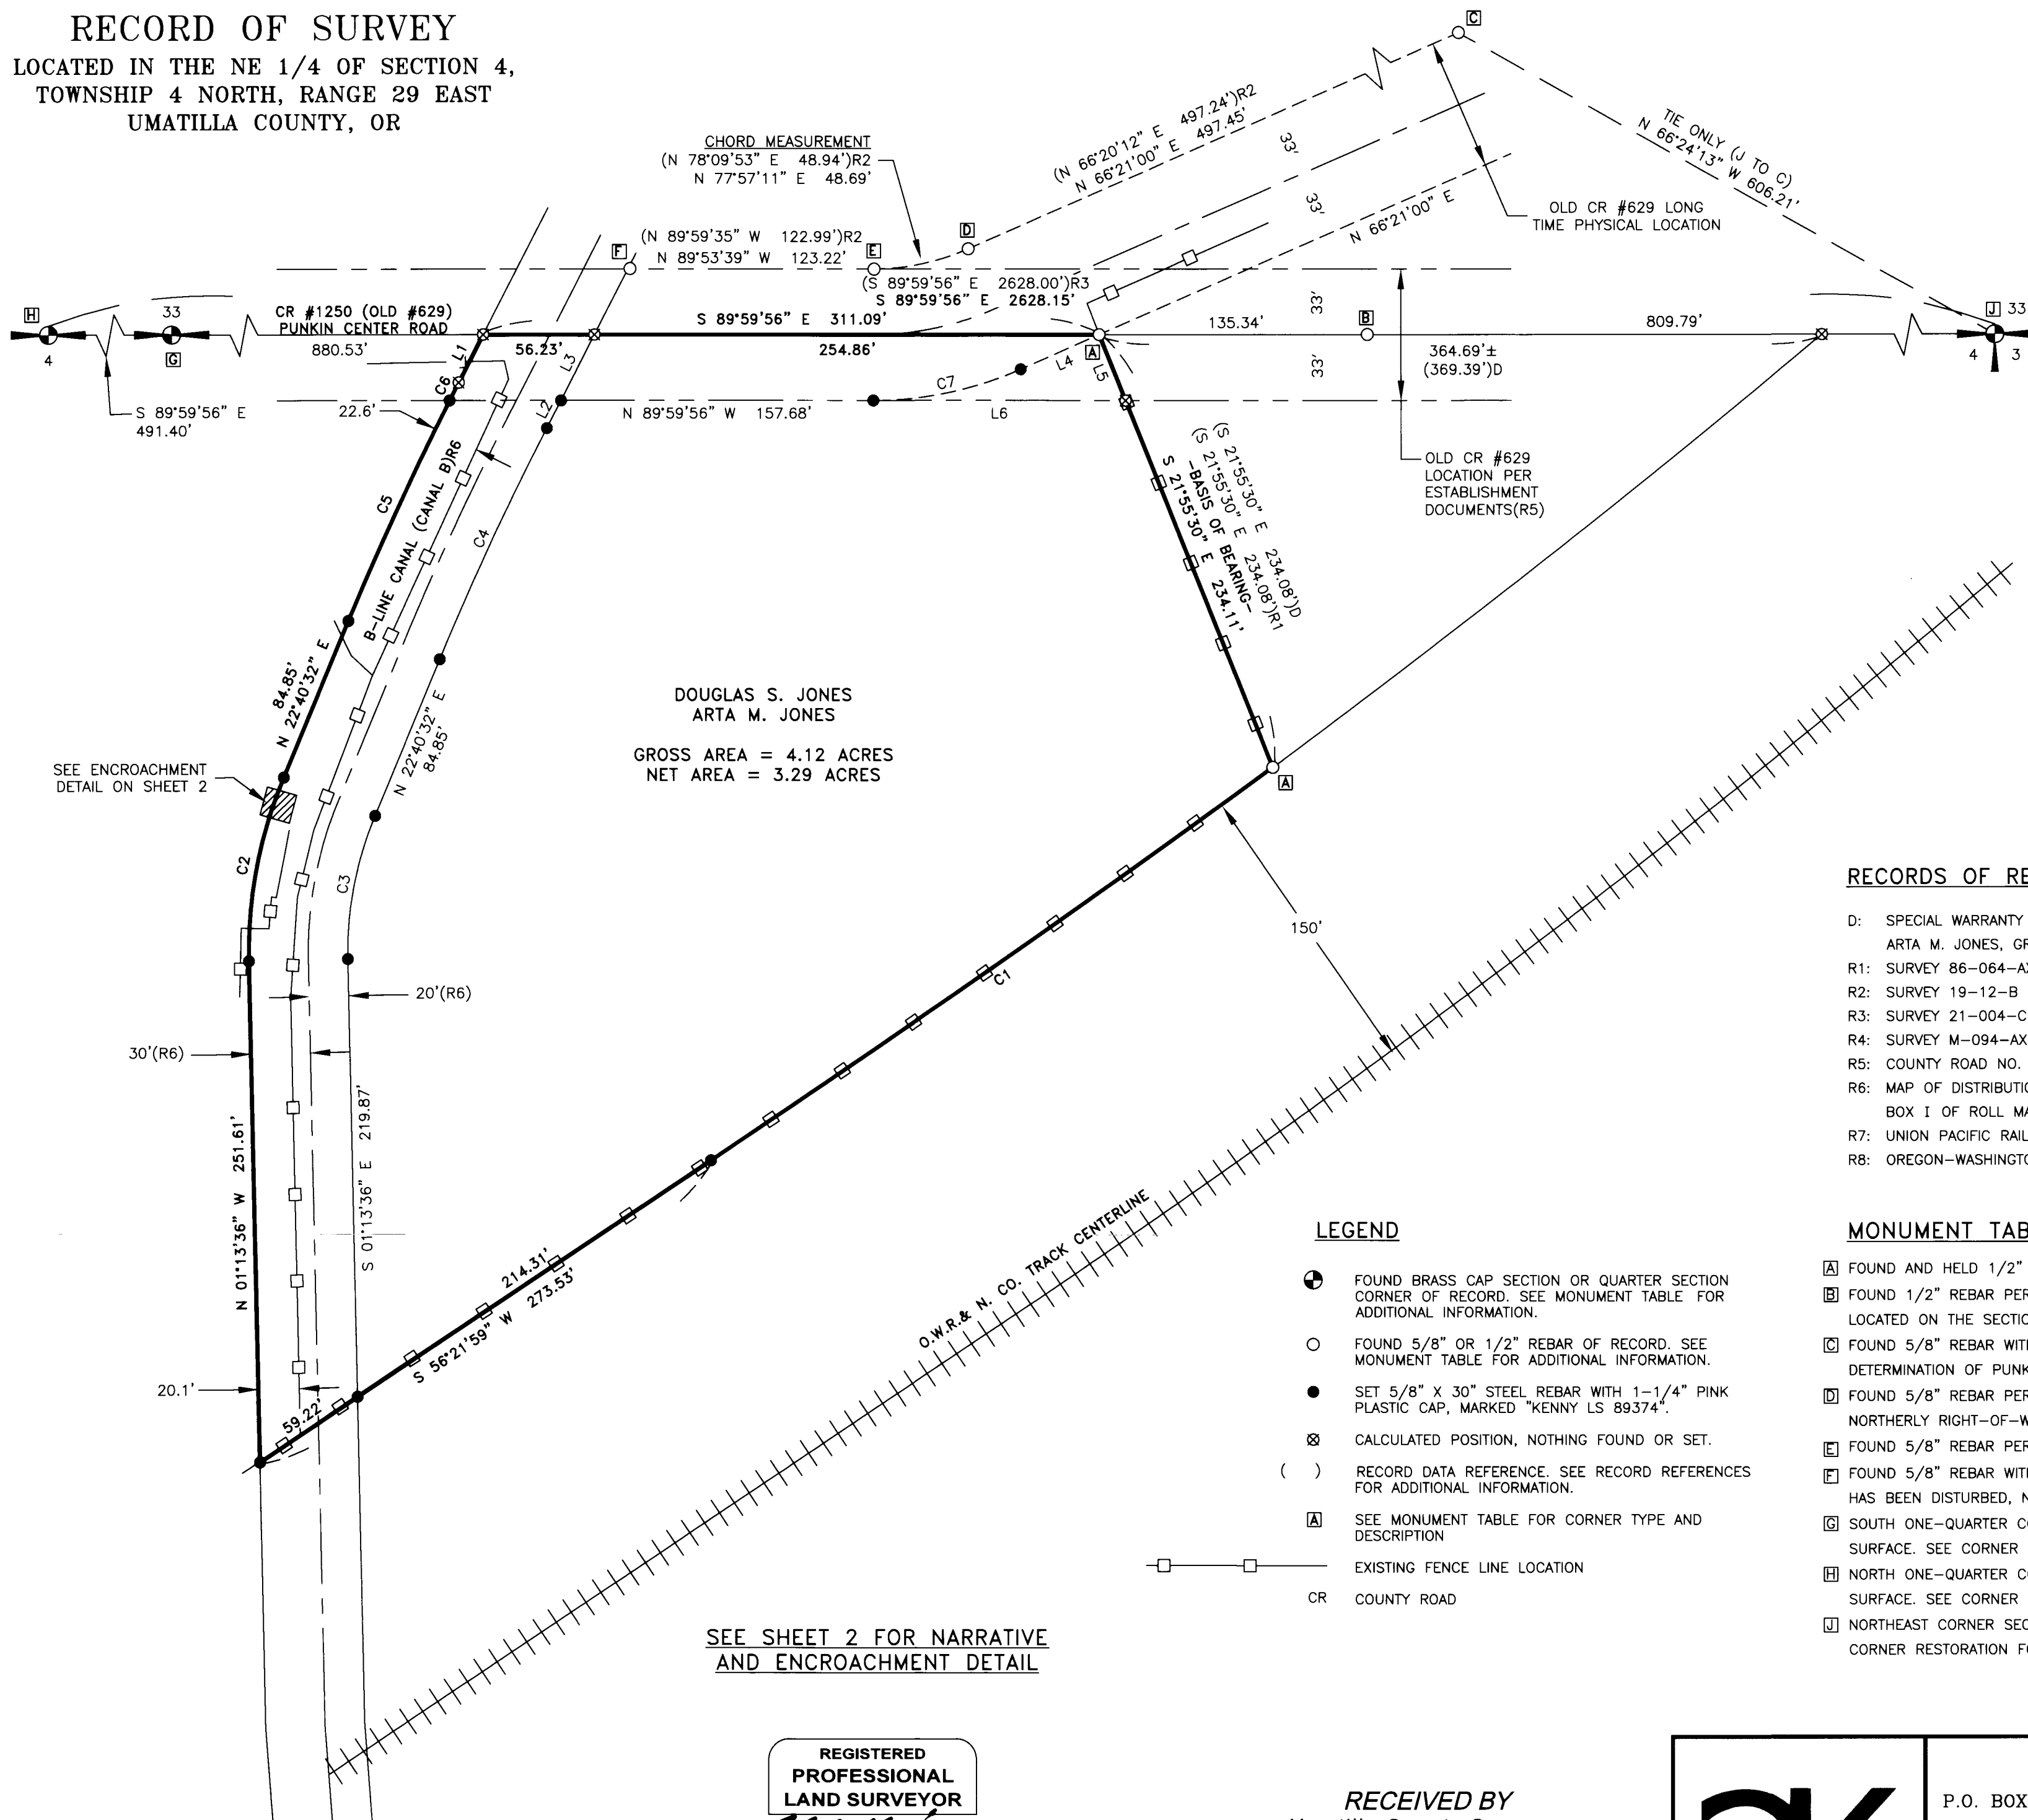 RECORD OF SURVEY
LOCATED IN THE NE 1/4 OF SECTION 4,
TOWNSHIP 4 NORTH, RANGE 29 EAST
UMATILLA COUNTY, OR
CHORD MEASUREMENT
(N 78°09'53" E 48.94')R2
N 77°57'11" E 48.69'
(N 66°20'12" E 497.24')R2
N 66°21'00" E 497.45'
C
33'
33'
N 66°21'00" E
TIE ONLY (J TO C)
N 66°24'13" W 606.21'
OLD CR #629 LONG
TIME PHYSICAL LOCATION
D
F
(N 89°59'35" W 122.99')R2
N 89°53'39" W 123.22'
E
(S 89°59'56" E 2628.00')R3
S 89°59'56" E 2628.15'
H
33
CR #1250 (OLD #629)
PUNKIN CENTER ROAD
S 89°59'56" E 311.09'
135.34'
B
33'
809.79'
J 33
4
G
880.53'
L1
56.23'
L3
254.86'
A
L5
L4
33'
364.69'±
(369.39')D
4 3
S 89°59'56" E
491.40'
C6
22.6'
L2
N 89°59'56" W 157.68'
C7
L6
OLD CR #629
LOCATION PER
ESTABLISHMENT
DOCUMENTS(R5)
(S 21°55'30" E 234.08')D
(S 21°55'30" E 234.08')R1
-BASIS OF BEARING-
S 21°55'30" E 234.11'
C5
B-LINE CANAL (CANAL B)R6
C4
84.85'
N 22°40'32" E
N 22°40'32" E
84.85'
DOUGLAS S. JONES
ARTA M. JONES
GROSS AREA = 4.12 ACRES
NET AREA = 3.29 ACRES
SEE ENCROACHMENT
DETAIL ON SHEET 2
A
C2
C3
150'
C1
20'(R6)
30'(R6)
N 01°13'36" W 251.61'
S 01°13'36" E 219.87'
214.31'
S 56°21'59" W 273.53'
20.1'
59.22'
O.W.R.& N. CO. TRACK CENTERLINE
RECORDS OF RE
D: SPECIAL WARRANTY
ARTA M. JONES, GR
R1: SURVEY 86-064-A
R2: SURVEY 19-12-B
R3: SURVEY 21-004-C
R4: SURVEY M-094-AX
R5: COUNTY ROAD NO.
R6: MAP OF DISTRIBUTIO
BOX I OF ROLL MA
R7: UNION PACIFIC RAIL
R8: OREGON-WASHINGTO
LEGEND
FOUND BRASS CAP SECTION OR QUARTER SECTION
CORNER OF RECORD. SEE MONUMENT TABLE FOR
ADDITIONAL INFORMATION.
FOUND 5/8" OR 1/2" REBAR OF RECORD. SEE
MONUMENT TABLE FOR ADDITIONAL INFORMATION.
SET 5/8" X 30" STEEL REBAR WITH 1-1/4" PINK
PLASTIC CAP, MARKED "KENNY LS 89374".
CALCULATED POSITION, NOTHING FOUND OR SET.
( ) RECORD DATA REFERENCE. SEE RECORD REFERENCES
FOR ADDITIONAL INFORMATION.
A SEE MONUMENT TABLE FOR CORNER TYPE AND
DESCRIPTION
EXISTING FENCE LINE LOCATION
CR COUNTY ROAD
MONUMENT TAB
A FOUND AND HELD 1/2"
B FOUND 1/2" REBAR PER
LOCATED ON THE SECTIO
C FOUND 5/8" REBAR WIT
DETERMINATION OF PUNK
D FOUND 5/8" REBAR PER
NORTHERLY RIGHT-OF-W
E FOUND 5/8" REBAR PER
F FOUND 5/8" REBAR WIT
HAS BEEN DISTURBED, N
G SOUTH ONE-QUARTER CO
SURFACE. SEE CORNER
H NORTH ONE-QUARTER CO
SURFACE. SEE CORNER
J NORTHEAST CORNER SEC
CORNER RESTORATION FO
SEE SHEET 2 FOR NARRATIVE
AND ENCROACHMENT DETAIL
REGISTERED
PROFESSIONAL
LAND SURVEYOR
RECEIVED BY
P.O. BOX